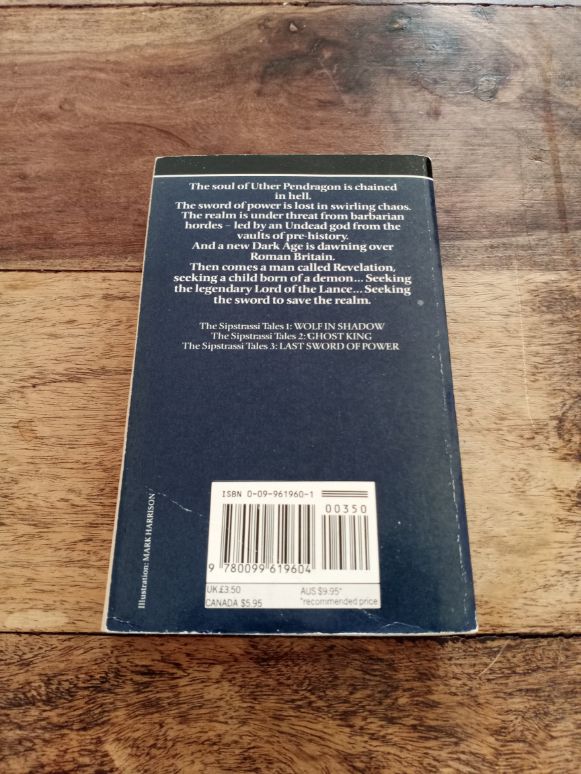 The soul of Uther Pendragon is chained
in hell.
The sword of power is lost in swirling chaos.
The realm is under threat from barbarian
hordes – led by an Undead god from the
vaults of pre-history.
And a new Dark Age is dawning over
Roman Britain.
Then comes a man called Revelation,
seeking a child born of a demon... Seeking
the legendary Lord of the Lance... Seeking
the sword to save the realm.
The Sipstrassi Tales 1: WOLF IN SHADOW
The Sipstrassi Tales 2: GHOST KING
The Sipstrassi Tales 3: LAST SWORD OF POWER
Illustration: MARK HARRISON
ISBN 0-09-961960-1
00350
9 780099 619604
UK £3.50 AUS $9.95*
CANADA $5.95 *recommended price